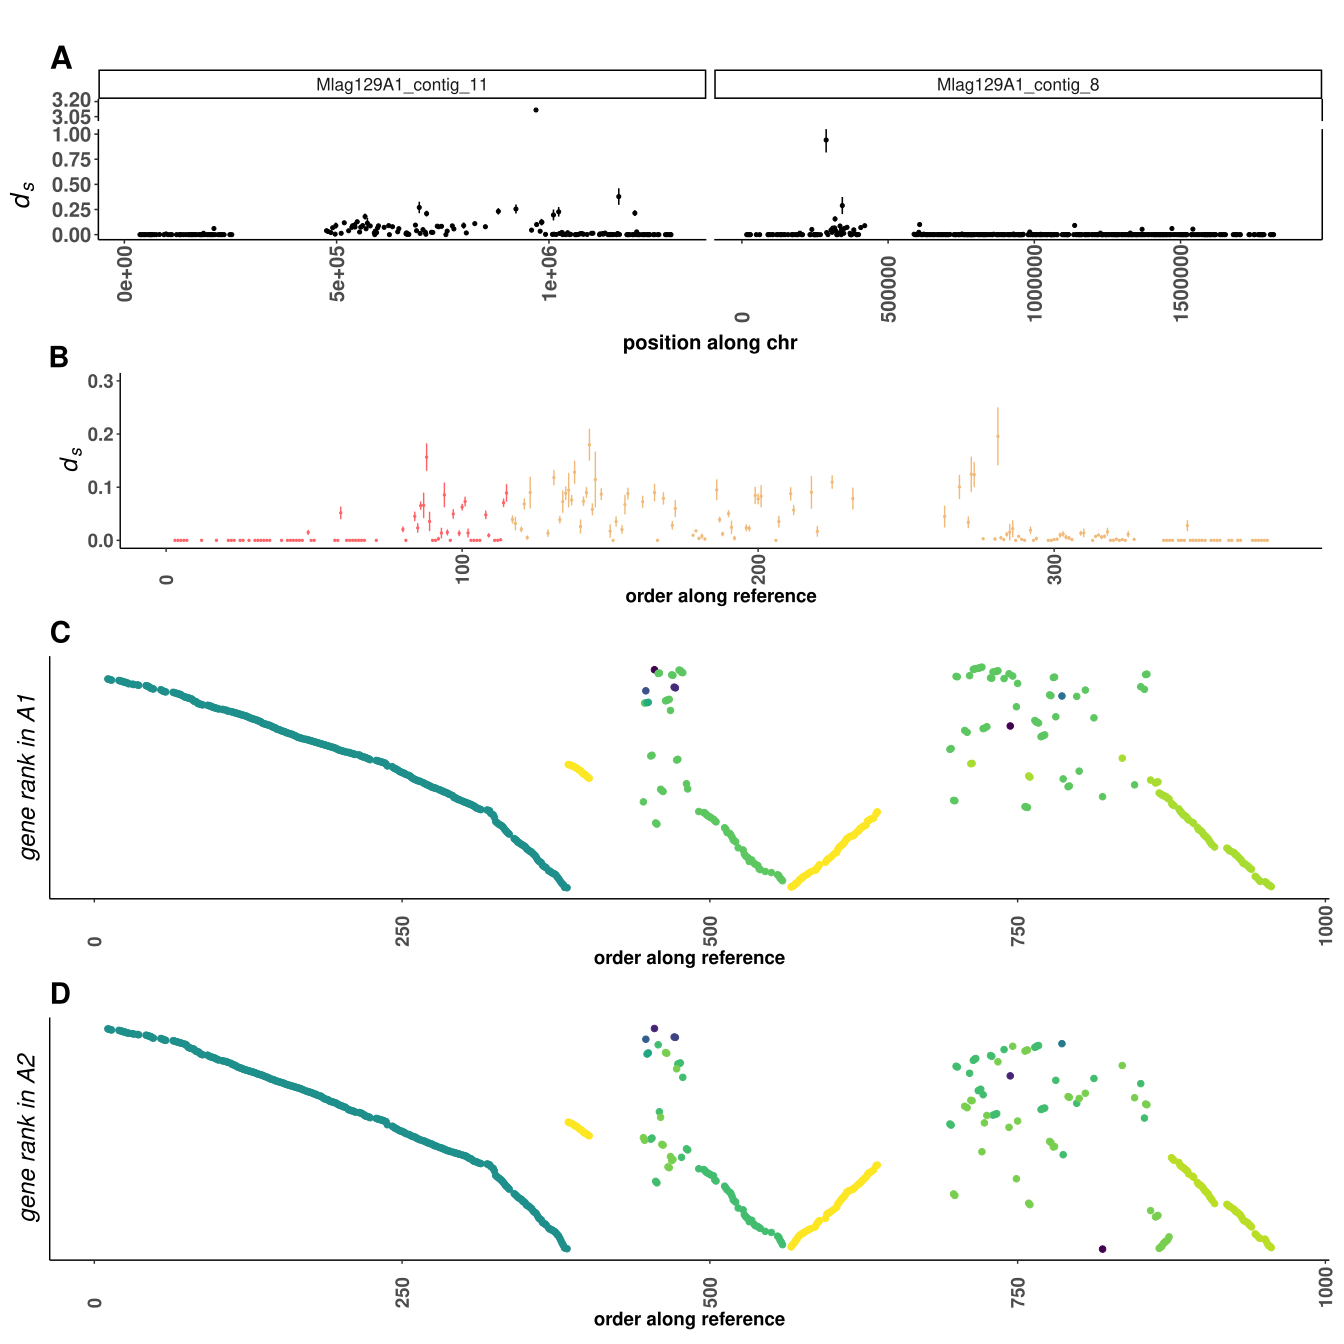 A
Mlag129A1_contig_11
Mlag129A1_contig_8
3.20
3.05
1.00
0.75
0.50
0.25
0.00
ds
0e+00
5e+05
1e+06
0
5000000
10000000
15000000
position along chr
B
0.3
0.2
0.1
0.0
ds
0
100
200
300
order along reference
C
gene rank in A1
0
250
500
750
1000
order along reference
D
gene rank in A2
0
250
500
750
1000
order along reference